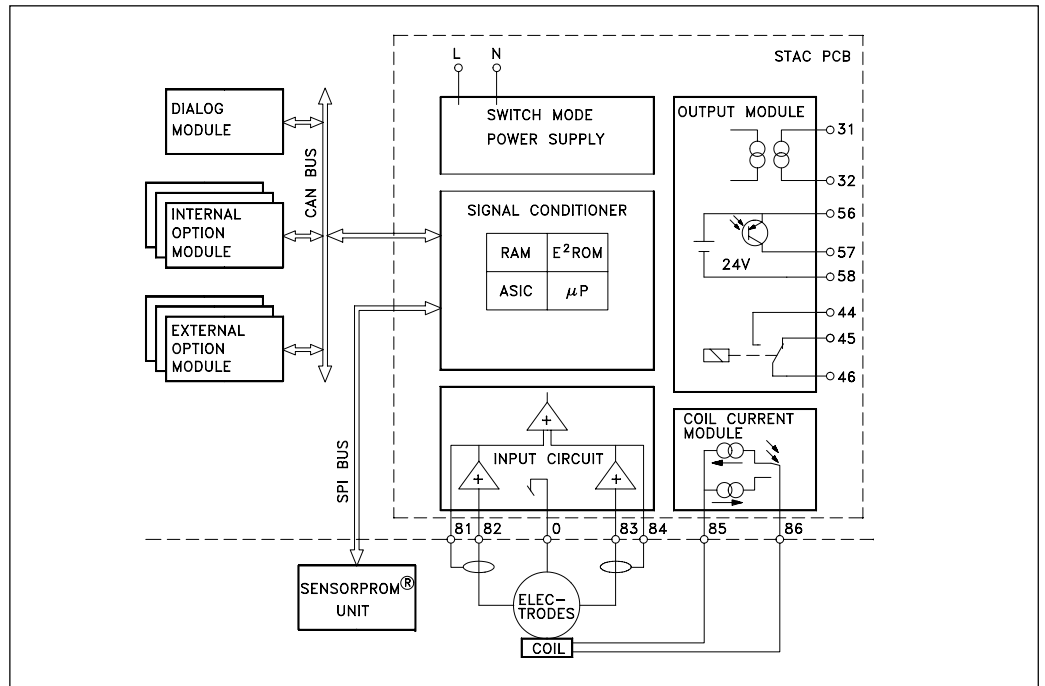 STAC PCB
L N
DIALOG
MODULE
SWITCH MODE
POWER SUPPLY
OUTPUT MODULE
31
32
CAN BUS
INTERNAL
OPTION
MODULE
SIGNAL CONDITIONER
RAM E²ROM
ASIC µP
56
57
24V
58
44
45
46
EXTERNAL
OPTION
MODULE
COIL CURRENT
MODULE
+
INPUT CIRCUIT
+ +
SPI BUS
81 82 0 83 84 85 86
SENSORPROM®
UNIT
ELEC-
TRODES
COIL